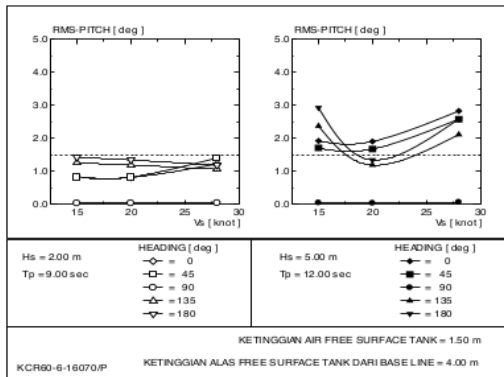 RMS-PITCH [ deg ]
5.0
4.0
3.0
2.0
1.0
0.0
10 15 20 25 30
Vs [ knot ]
RMS-PITCH [ deg ]
5.0
4.0
3.0
2.0
1.0
0.0
10 15 20 25 30
Vs [ knot ]
Hs = 2.00 m
Tp = 9.00 sec
HEADING [ deg ]
= 0
= 45
= 90
= 135
= 180
Hs = 5.00 m
Tp = 12.00 sec
HEADING [ deg ]
= 0
= 45
= 90
= 135
= 180
KETINGGIAN AIR FREE SURFACE TANK = 1.50 m
KCR60-6-16070/P
KETINGGIAN ALAS FREE SURFACE TANK DARI BASE LINE = 4.00 m